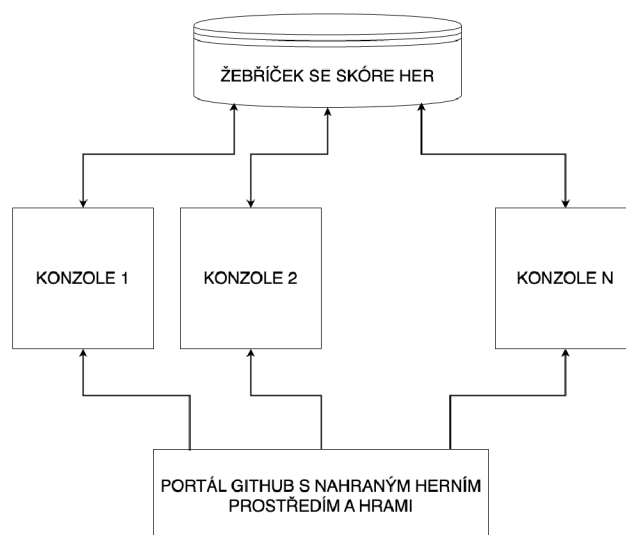 ŽEBŘÍČEK SE SKÓRE HER
KONZOLE 1
KONZOLE 2
KONZOLE N
PORTÁL GITHUB S NAHRANÝM HERNÍM
PROSTŘEDÍM A HRAMI